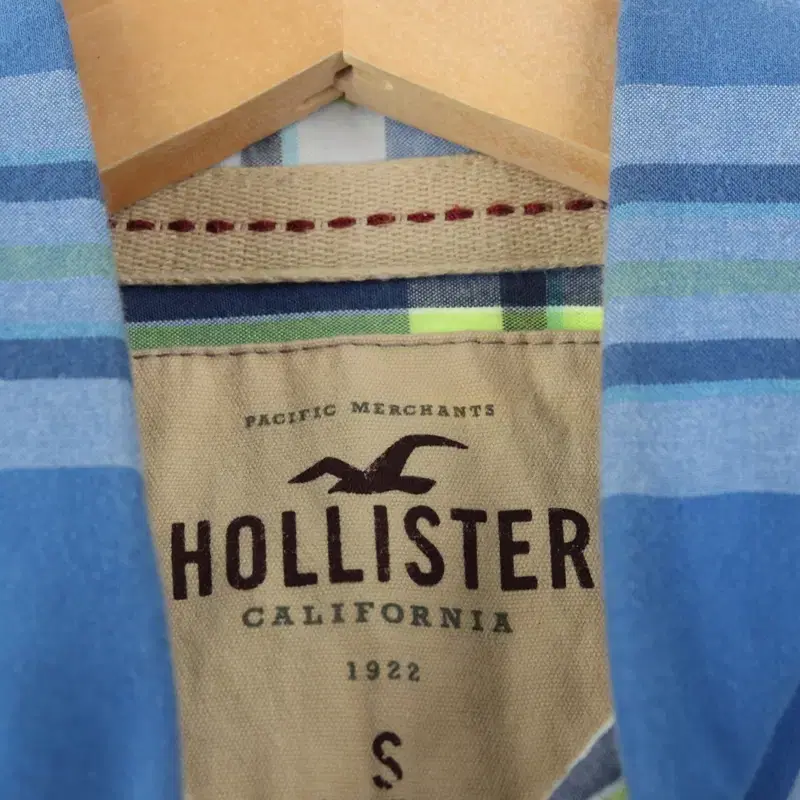 PACIFIC MERCHANTS
HOLLISTER
CALIFORNIA
1922
S